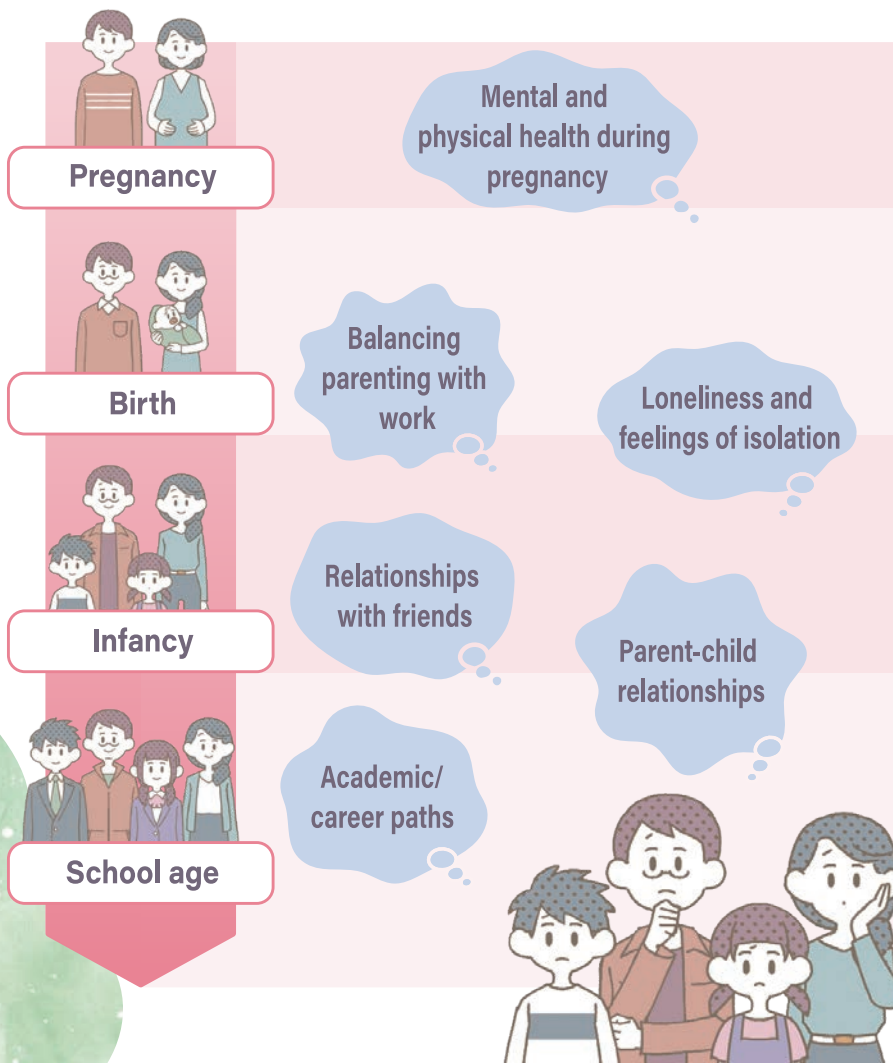 Mental and
physical health during
pregnancy
Pregnancy
Balancing
parenting with
work
Loneliness and
feelings of isolation
Birth
Relationships
with friends
Infancy
Parent-child
relationships
Academic/
career paths
School age